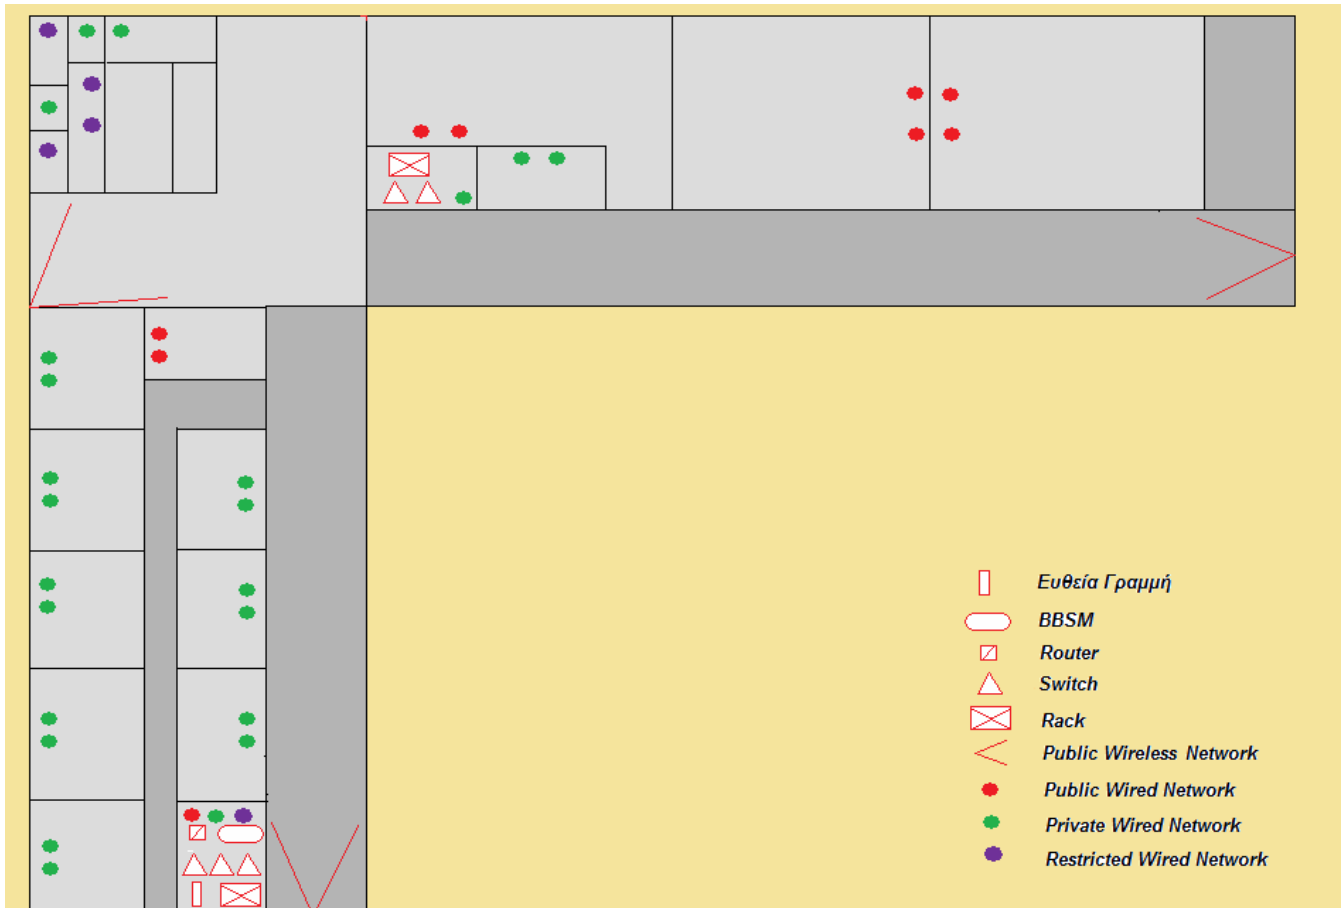 Ευθεία Γραμμή
BBSM
Router
Switch
Rack
Public Wireless Network
Public Wired Network
Private Wired Network
Restricted Wired Network